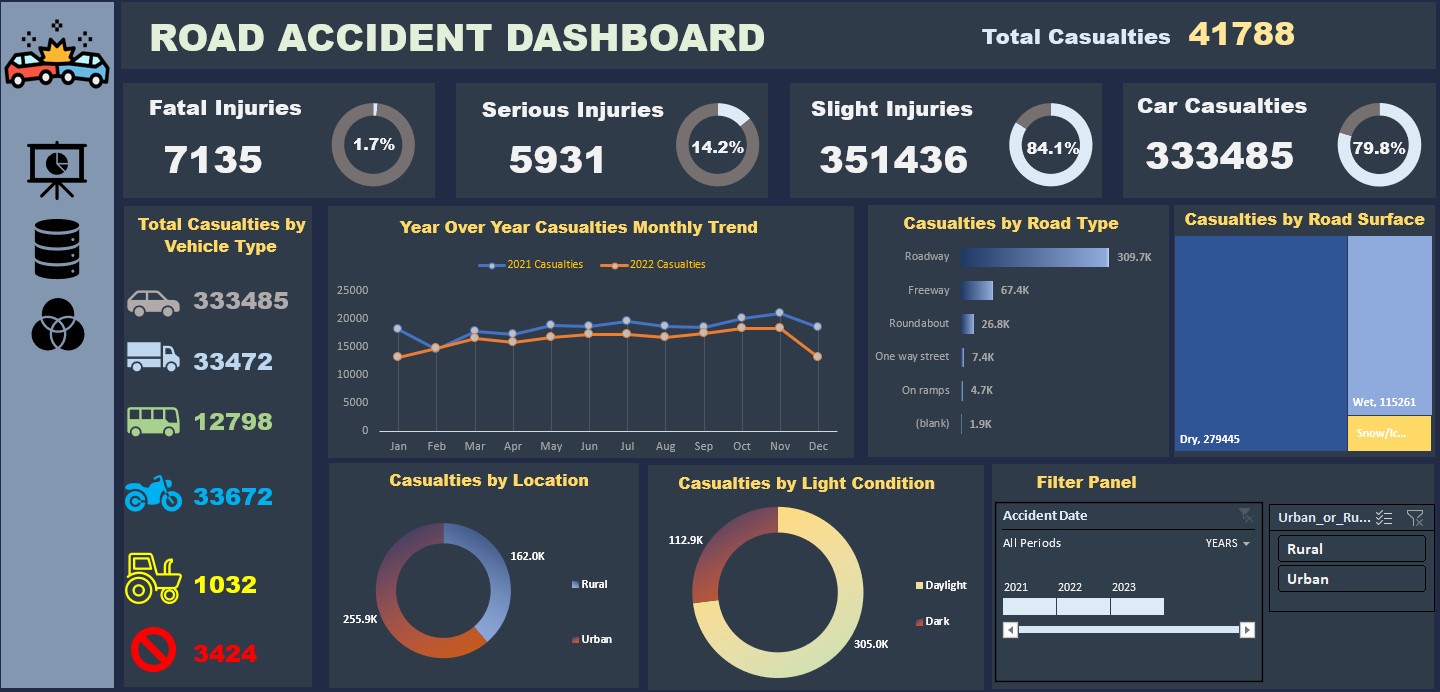 ROAD ACCIDENT DASHBOARD
Total Casualties 41788
Fatal Injuries
7135
1.7%
Serious Injuries
5931
14.2%
Slight Injuries
351436
84.1%
Car Casualties
333485
79.8%
Total Casualties by
Vehicle Type
333485
33472
12798
33672
1032
3424
Year Over Year Casualties Monthly Trend
2021 Casualties 2022 Casualties
25000
20000
15000
10000
5000
0
Jan Feb Mar Apr May Jun Jul Aug Sep Oct Nov Dec
Casualties by Road Type
Roadway 309.7K
Freeway 67.4K
Roundabout 26.8K
One way street 7.4K
On ramps 4.7K
(blank) 1.9K
Casualties by Road Surface
Dry, 279445
Wet, 115261
Snow/Ic...
Casualties by Location
162.0K
255.9K
Rural
Urban
Casualties by Light Condition
112.9K
305.0K
Daylight
Dark
Filter Panel
Accident Date
All Periods YEARS
2021 2022 2023
Urban_or_Ru...
Rural
Urban